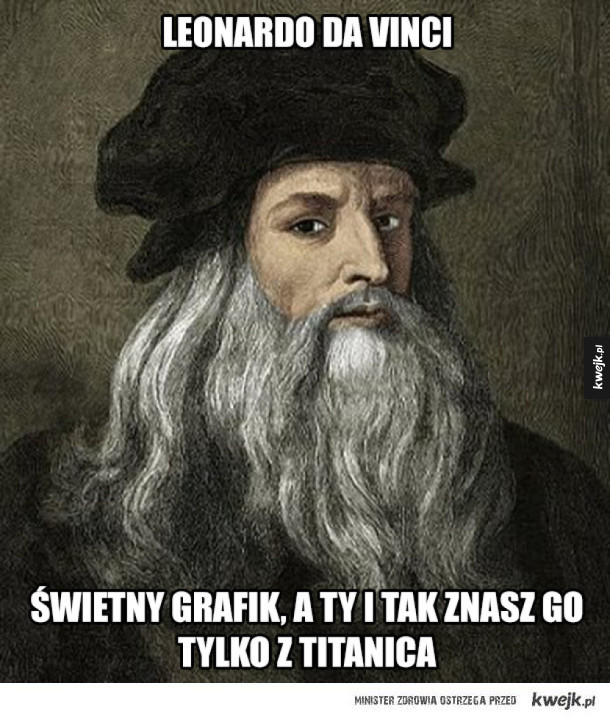 LEONARDO DA VINCI
kwejk.pl
ŚWIETNY GRAFIK, A TY I TAK ZNASZ GO
TYLKO Z TITANICA
MINISTER ZDROWIA OSTRZEGA PRZED kwejk.pl